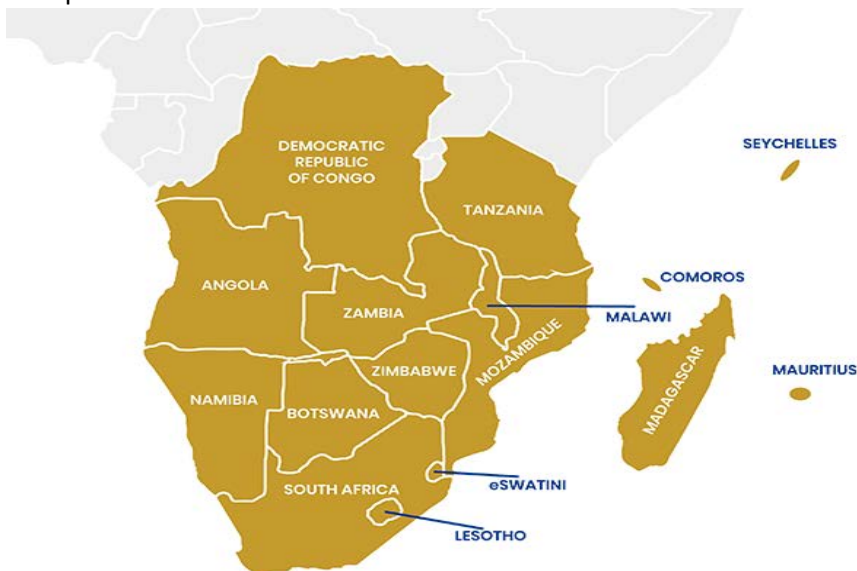 DEMOCRATIC
REPUBLIC
OF CONGO
SEYCHELLES
TANZANIA
ANGOLA
COMOROS
ZAMBIA
MALAWI
MOZAMBIQUE
MADAGASCAR
ZIMBABWE
MAURITIUS
NAMIBIA
BOTSWANA
SOUTH AFRICA
eSWATINI
LESOTHO